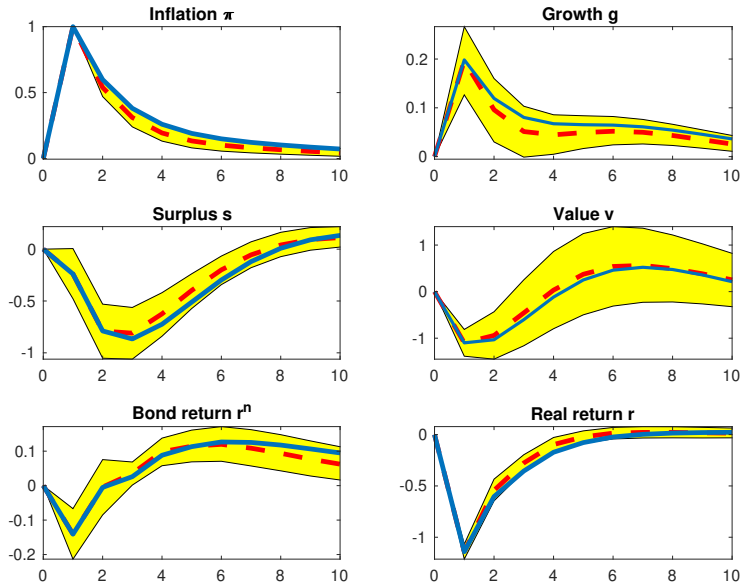 Inflation π
1
0.5
0
0 2 4 6 8 10
Growth g
0.2
0.1
0
0 2 4 6 8 10
Surplus s
0
-0.5
-1
0 2 4 6 8 10
Value v
1
0
-1
0 2 4 6 8 10
Bond return rⁿ
0.1
0
-0.1
-0.2
0 2 4 6 8 10
Real return r
0
-0.5
-1
0 2 4 6 8 10